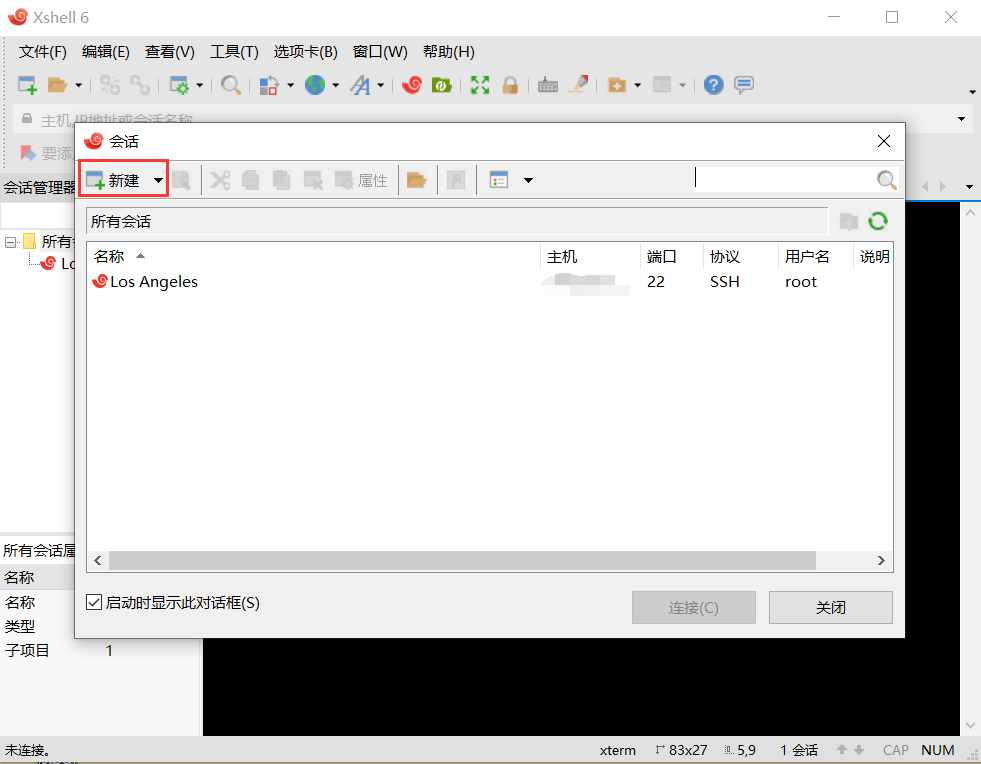 Xshell 6
文件(F) 编辑(E) 查看(V) 工具(T) 选项卡(B) 窗口(W) 帮助(H)
主机,IP地址或会话名称
会话
要添
新建
属性
会话管理器
所有会话
所有
名称
主机
端口
协议
用户名
说明
Los Angeles
22
SSH
root
Lo
所有会话属
名称
名称
类型
子项目 1
启动时显示此对话框(S)
连接(C)
关闭
未连接。
xterm
83x27
5,9
1 会话
CAP
NUM